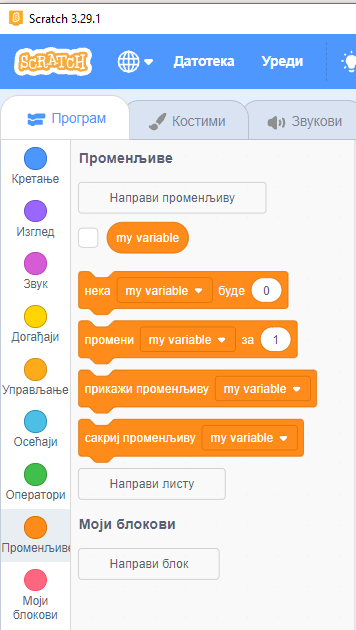 Scratch 3.29.1
SCRATCH
Датотека
Уреди
Програм
Костими
Звукови
Кретање
Изглед
Звук
Догађаји
Управљање
Осећаји
Оператори
Променљиве
Моји
блокови
Променљиве
Направи променљиву
my variable
нека my variable буде 0
промени my variable за 1
прикажи променљиву my variable
сакриј променљиву my variable
Направи листу
Моји блокови
Направи блок